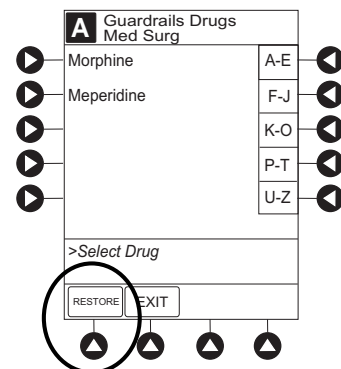 A Guardrails Drugs
Med Surg
Morphine A-E
Meperidine F-J
K-O
P-T
U-Z
>Select Drug
RESTORE EXIT